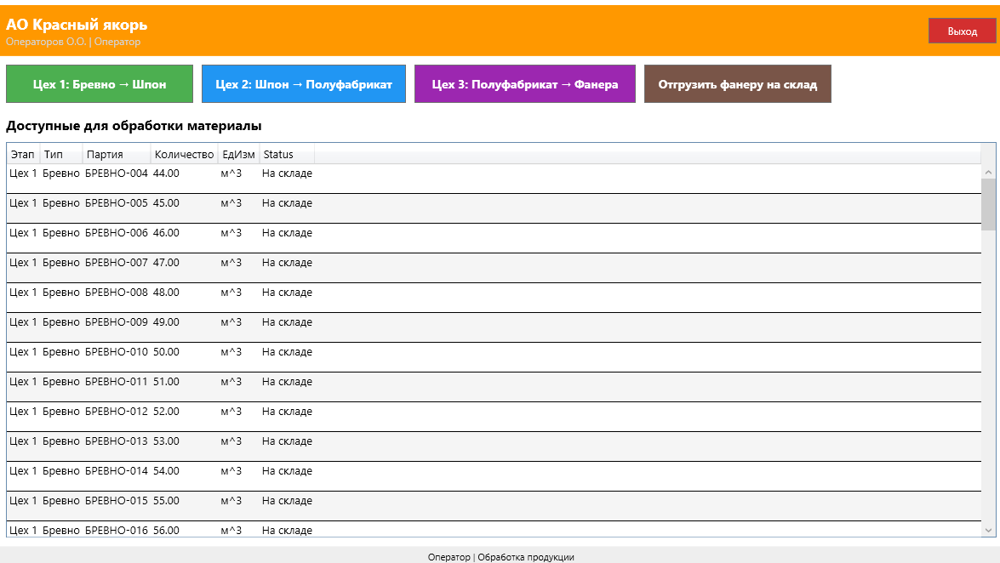 АО Красный якорь
Операторов О.О. | Оператор
Выход
Цех 1: Бревно → Шпон
Цех 2: Шпон → Полуфабрикат
Цех 3: Полуфабрикат → Фанера
Отгрузить фанеру на склад
Доступные для обработки материалы
Этап Тип Партия Количество ЕдИзм Status
Цех 1 Бревно БРЕВНО-004 44.00 м^3 На складе
Цех 1 Бревно БРЕВНО-005 45.00 м^3 На складе
Цех 1 Бревно БРЕВНО-006 46.00 м^3 На складе
Цех 1 Бревно БРЕВНО-007 47.00 м^3 На складе
Цех 1 Бревно БРЕВНО-008 48.00 м^3 На складе
Цех 1 Бревно БРЕВНО-009 49.00 м^3 На складе
Цех 1 Бревно БРЕВНО-010 50.00 м^3 На складе
Цех 1 Бревно БРЕВНО-011 51.00 м^3 На складе
Цех 1 Бревно БРЕВНО-012 52.00 м^3 На складе
Цех 1 Бревно БРЕВНО-013 53.00 м^3 На складе
Цех 1 Бревно БРЕВНО-014 54.00 м^3 На складе
Цех 1 Бревно БРЕВНО-015 55.00 м^3 На складе
Цех 1 Бревно БРЕВНО-016 56.00 м^3 На складе
Оператор | Обработка продукции